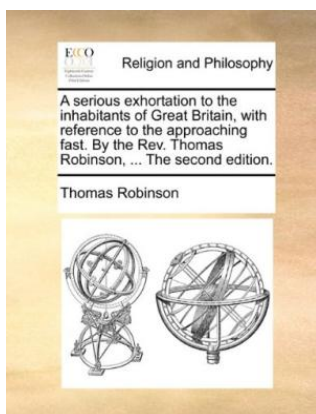 ECCO
Religion and Philosophy
A serious exhortation to the
inhabitants of Great Britain, with
reference to the approaching
fast. By the Rev. Thomas
Robinson, ... The second edition.
Thomas Robinson